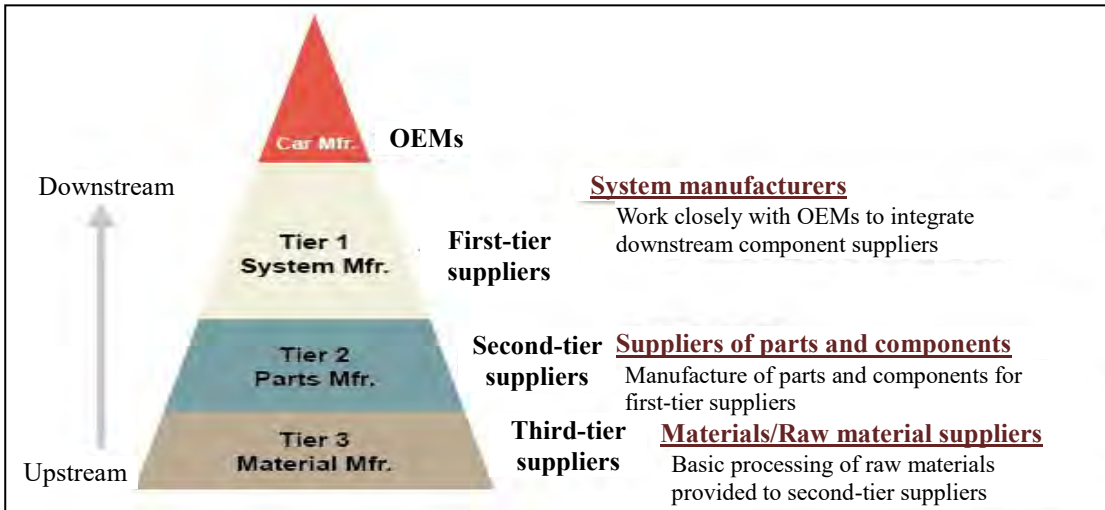 Car Mfr.
OEMs
Downstream
System manufacturers
Work closely with OEMs to integrate
downstream component suppliers
Tier 1
System Mfr.
First-tier
suppliers
Tier 2
Parts Mfr.
Second-tier
suppliers
Suppliers of parts and components
Manufacture of parts and components for
first-tier suppliers
Tier 3
Material Mfr.
Third-tier
suppliers
Materials/Raw material suppliers
Basic processing of raw materials
provided to second-tier suppliers
Upstream